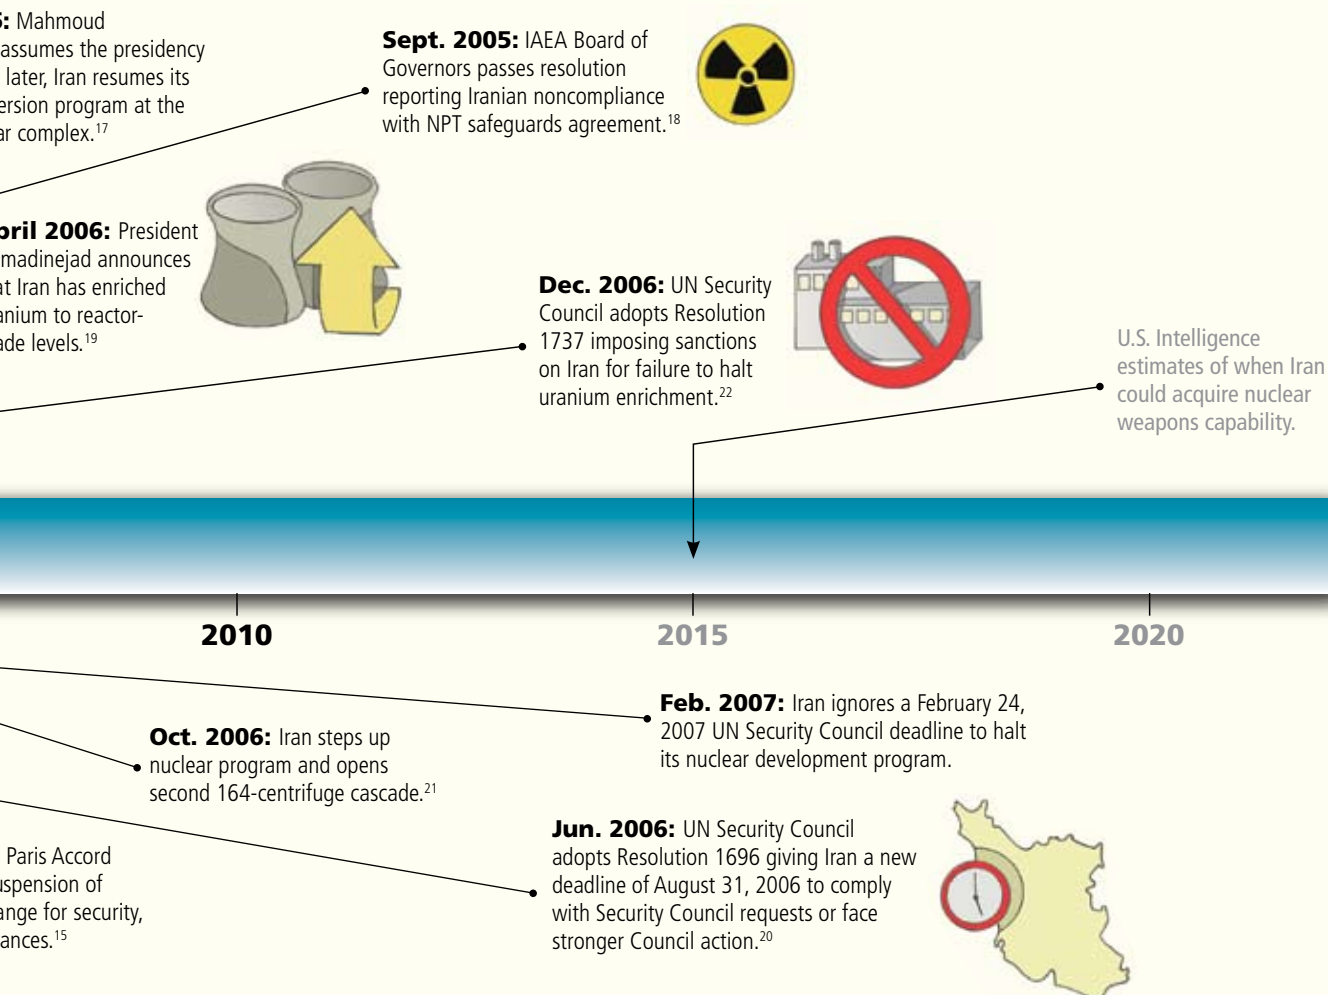 : Mahmoud
assumes the presidency
later, Iran resumes its
ersion program at the
ar complex.17
Sept. 2005: IAEA Board of
Governors passes resolution
reporting Iranian noncompliance
with NPT safeguards agreement.18
pril 2006: President
madinejad announces
at Iran has enriched
anium to reactor-
ade levels.19
Dec. 2006: UN Security
Council adopts Resolution
1737 imposing sanctions
on Iran for failure to halt
uranium enrichment.22
U.S. Intelligence
estimates of when Iran
could acquire nuclear
weapons capability.
2010
2015
2020
Feb. 2007: Iran ignores a February 24,
2007 UN Security Council deadline to halt
its nuclear development program.
Oct. 2006: Iran steps up
nuclear program and opens
second 164-centrifuge cascade.21
Jun. 2006: UN Security Council
adopts Resolution 1696 giving Iran a new
deadline of August 31, 2006 to comply
with Security Council requests or face
stronger Council action.20
Paris Accord
uspension of
ange for security,
ances.15